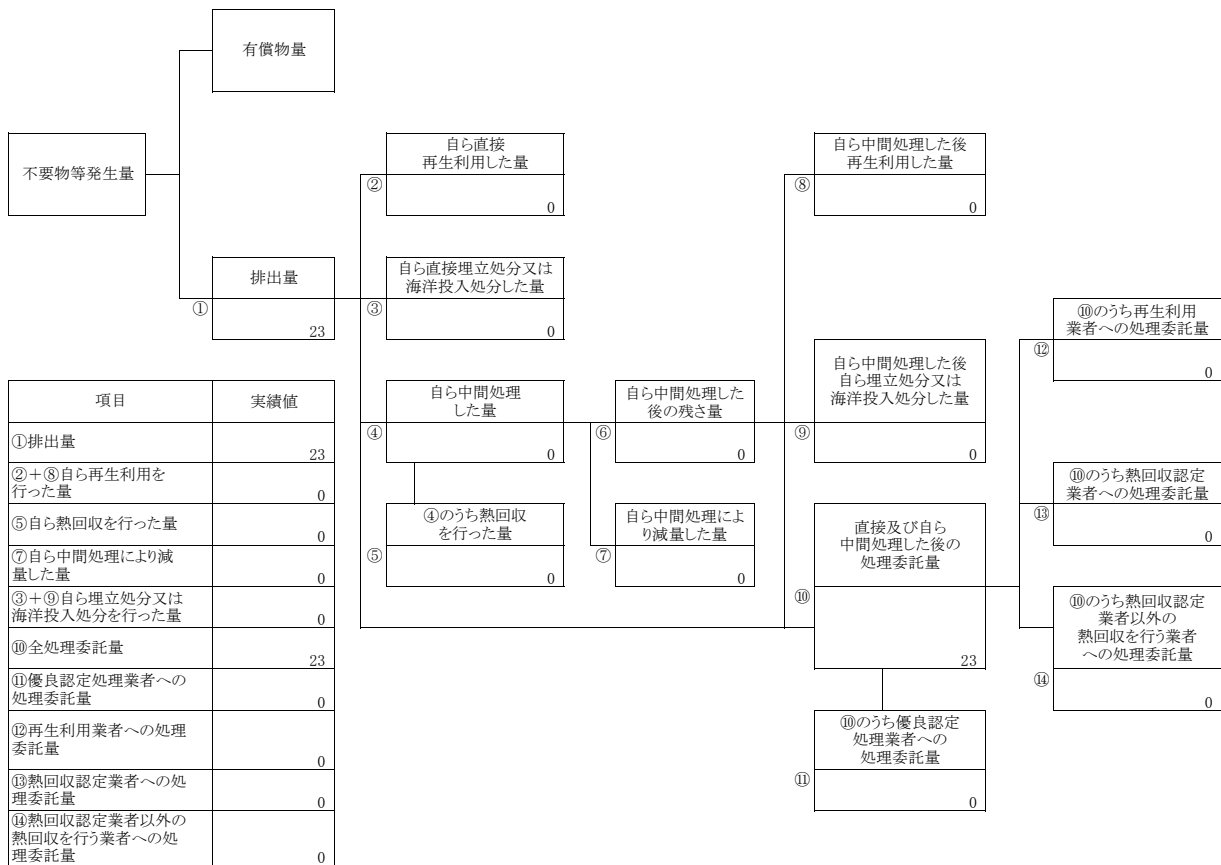 有償物量
不要物等発生量
自ら直接
再生利用した量
②
0
自ら中間処理した後
再生利用した量
⑧
0
排出量
①
23
自ら直接埋立処分又は
海洋投入処分した量
③
0
⑩のうち再生利用
業者への処理委託量
⑫
0
自ら中間処理
した量
④
0
自ら中間処理した
後の残さ量
⑥
0
自ら中間処理した後
自ら埋立処分又は
海洋投入処分した量
⑨
0
⑩のうち熱回収認定
業者への処理委託量
⑬
0
④のうち熱回収
を行った量
⑤
0
自ら中間処理によ
り減量した量
⑦
0
直接及び自ら
中間処理した後の
処理委託量
⑩
23
⑩のうち熱回収認定
業者以外の
熱回収を行う業者
への処理委託量
⑭
0
⑩のうち優良認定
処理業者への
処理委託量
⑪
0
項目 実績値
①排出量 23
②+⑧自ら再生利用を
行った量 0
⑤自ら熱回収を行った量 0
⑦自ら中間処理により減
量した量 0
③+⑨自ら埋立処分又は
海洋投入処分を行った量 0
⑩全処理委託量 23
⑪優良認定処理業者への
処理委託量 0
⑫再生利用業者への処理
委託量 0
⑬熱回収認定業者への処
理委託量 0
⑭熱回収認定業者以外の
熱回収を行う業者への処
理委託量 0